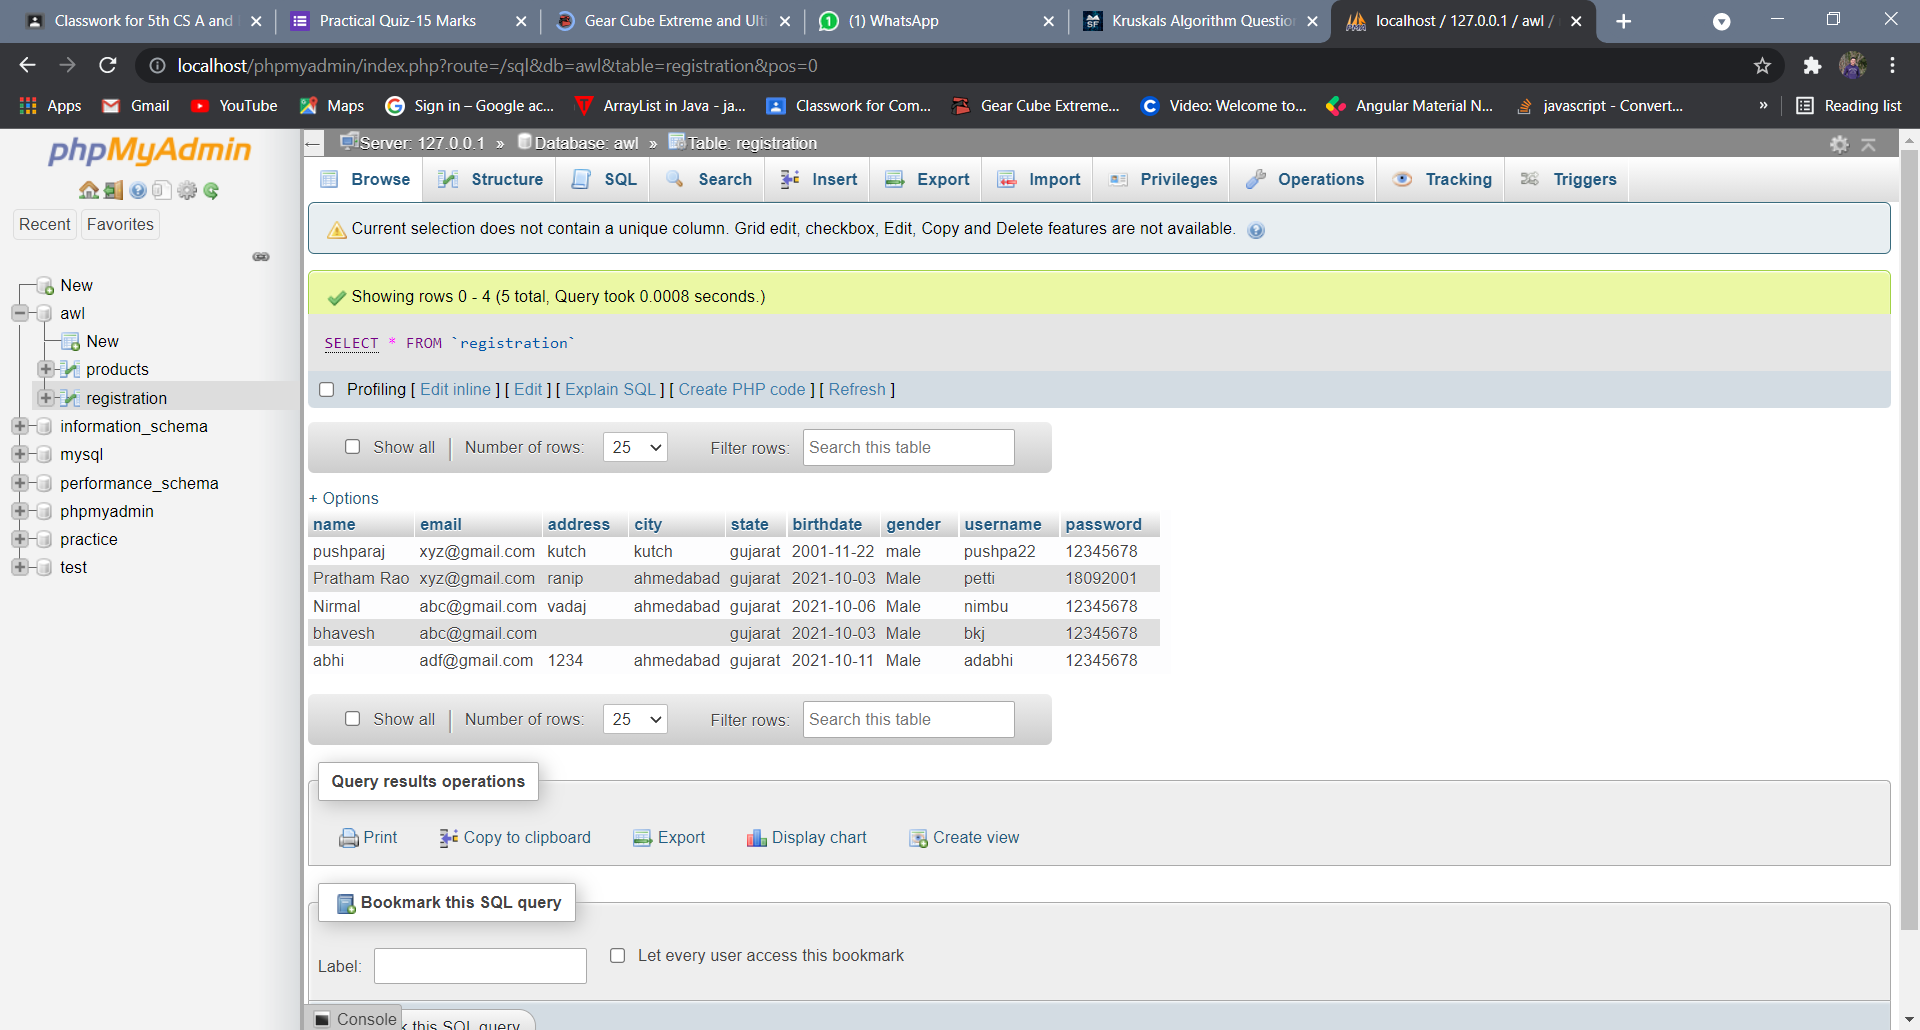 Classwork for 5th CS A and
Practical Quiz-15 Marks
Gear Cube Extreme and Ulti
(1) WhatsApp
Kruskals Algorithm Question
localhost / 127.0.0.1 / awl /
localhost/phpmyadmin/index.php?route=/sql&db=awl&table=registration&pos=0
Apps Gmail YouTube Maps Sign in – Google ac... ArrayList in Java - ja... Classwork for Com... Gear Cube Extreme... Video: Welcome to... Angular Material N... javascript - Convert... » Reading list
phpMyAdmin
Recent Favorites
New
awl
New
products
registration
information_schema
mysql
performance_schema
phpmyadmin
practice
test
Server: 127.0.0.1 » Database: awl » Table: registration
Browse Structure SQL Search Insert Export Import Privileges Operations Tracking Triggers
Current selection does not contain a unique column. Grid edit, checkbox, Edit, Copy and Delete features are not available.
Showing rows 0 - 4 (5 total, Query took 0.0008 seconds.)
SELECT * FROM `registration`
Profiling [ Edit inline ] [ Edit ] [ Explain SQL ] [ Create PHP code ] [ Refresh ]
Show all Number of rows: 25 Filter rows: Search this table
+ Options
name email address city state birthdate gender username password
pushparaj xyz@gmail.com kutch kutch gujarat 2001-11-22 male pushpa22 12345678
Pratham Rao xyz@gmail.com ranip ahmedabad gujarat 2021-10-03 Male petti 18092001
Nirmal abc@gmail.com vadaj ahmedabad gujarat 2021-10-06 Male nimbu 12345678
bhavesh abc@gmail.com gujarat 2021-10-03 Male bkj 12345678
abhi adf@gmail.com 1234 ahmedabad gujarat 2021-10-11 Male adabhi 12345678
Show all Number of rows: 25 Filter rows: Search this table
Query results operations
Print Copy to clipboard Export Display chart Create view
Bookmark this SQL query
Label: Let every user access this bookmark
Console
this SQL query